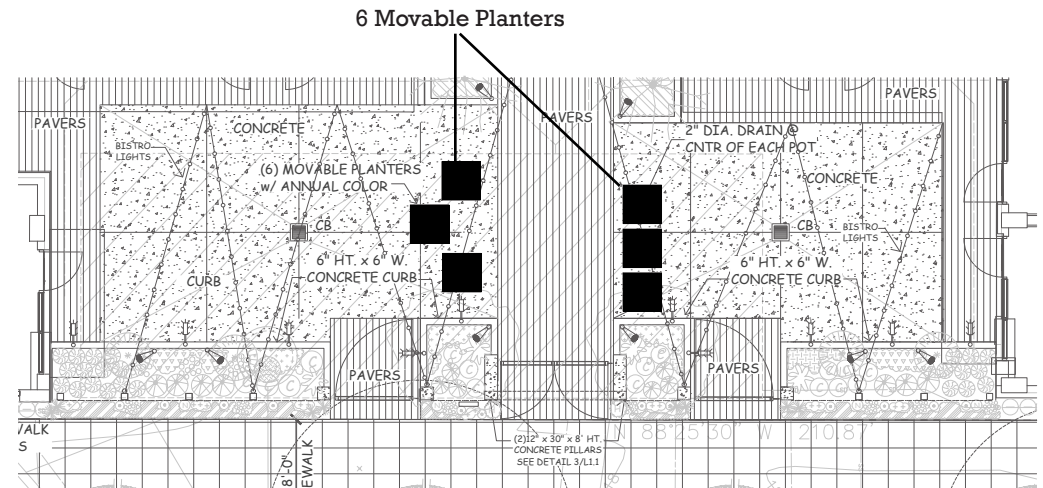 6 Movable Planters
PAVERS
CONCRETE
BISTRO
LIGHTS
(6) MOVABLE PLANTERS
w/ ANNUAL COLOR
CB
6" HT. x 6" W.
CONCRETE CURB
CURB
PAVERS
PAVERS
2" DIA. DRAIN @
CNTR OF EACH POT
PAVERS
CONCRETE
CB
BISTRO
LIGHTS
6" HT. x 6" W.
CONCRETE CURB
PAVERS
(2)12" x 30" x 8' HT.
CONCRETE PILLARS
SEE DETAIL 3/L1.1
N 88°25'30" W 210.87'
8'-0"
EWALK
WALK
S